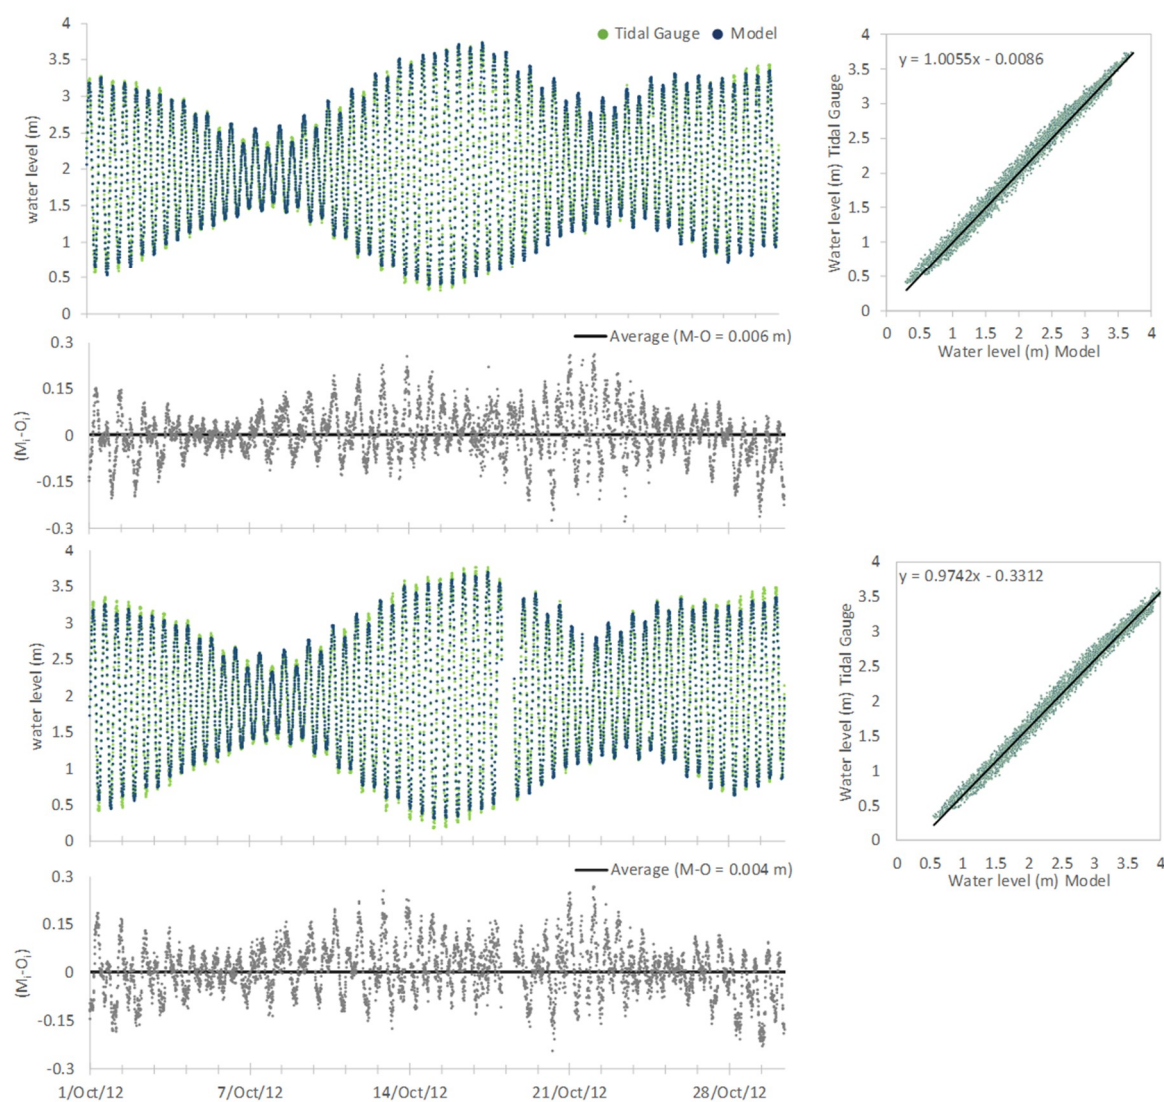 4
3.5
3
2.5
2
1.5
1
0.5
0
water level (m)
Tidal Gauge Model
4
3.5
3
2.5
2
1.5
1
0.5
0
Water level (m) Tidal Gauge
y = 1.0055x - 0.0086
0 0.5 1 1.5 2 2.5 3 3.5 4
Water level (m) Model
0.3
0.15
0
-0.15
-0.3
(Mi-Oi)
Average (M-O = 0.006 m)
4
3.5
3
2.5
2
1.5
1
0.5
0
water level (m)
4
3.5
3
2.5
2
1.5
1
0.5
0
Water level (m) Tidal Gauge
y = 0.9742x - 0.3312
0 0.5 1 1.5 2 2.5 3 3.5 4
Water level (m) Model
0.3
0.15
0
-0.15
-0.3
(Mi-Oi)
Average (M-O = 0.004 m)
1/Oct/12 7/Oct/12 14/Oct/12 21/Oct/12 28/Oct/12